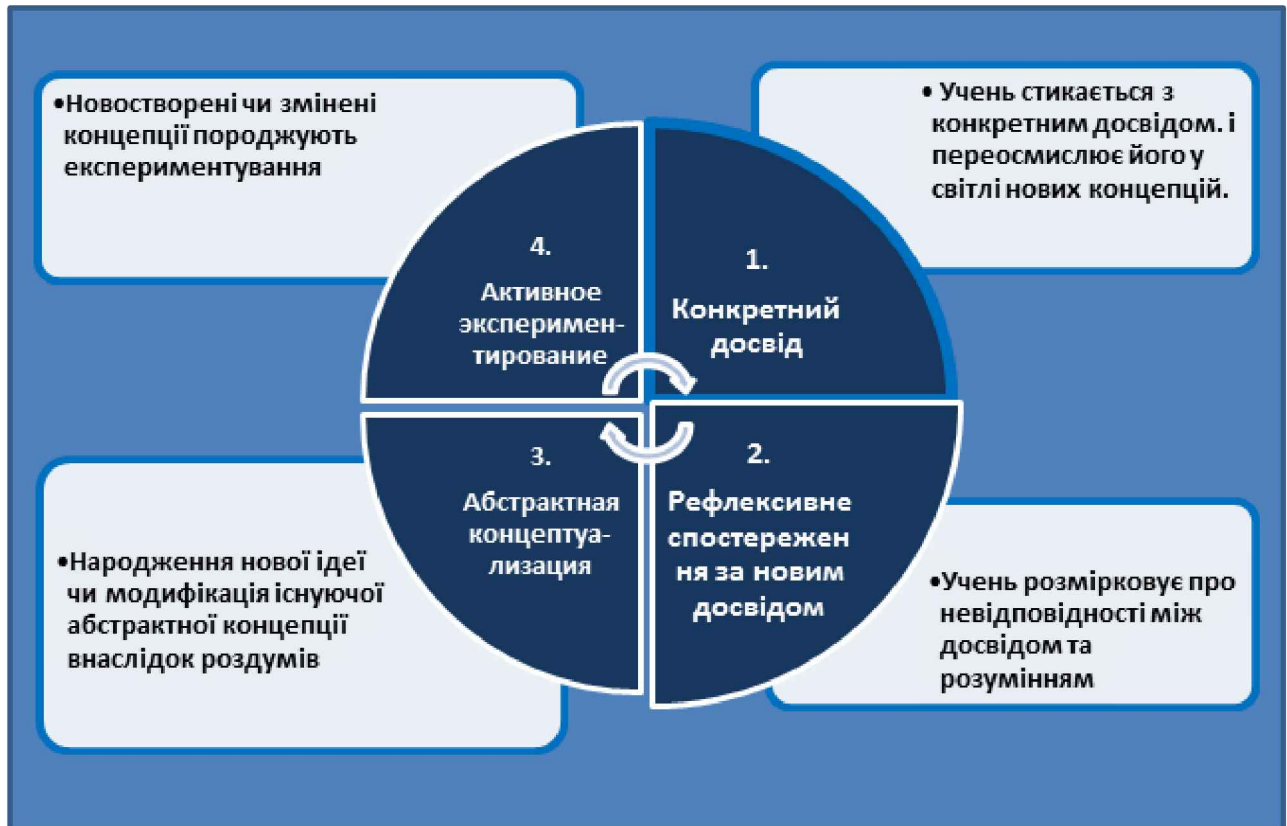 •Новостворені чи змінені
концепції породжують
експериментування
• Учень стикається з
конкретним досвідом. і
переосмислює його у
світлі нових концепцій.
4.
Активное
эксперимен-
тирование
1.
Конкретний
досвід
3.
Абстрактная
концептуа-
лизация
2.
Рефлексивне
спостережен
ня за новим
досвідом
•Народження нової ідеї
чи модифікація існуючої
абстрактної концепції
внаслідок роздумів
•Учень розмірковує про
невідповідності між
досвідом та
розумінням